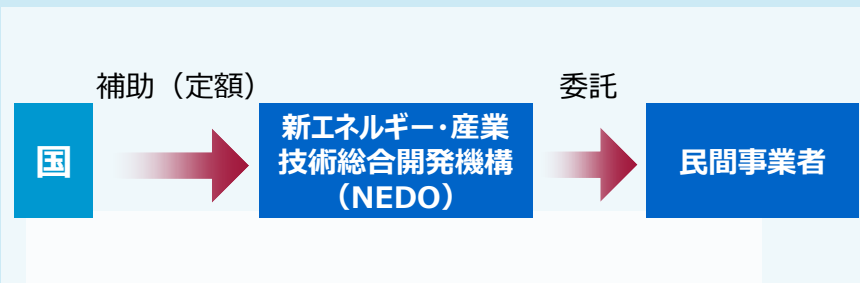 補助（定額）
委託
国
新エネルギー・産業
技術総合開発機構
（NEDO）
民間事業者